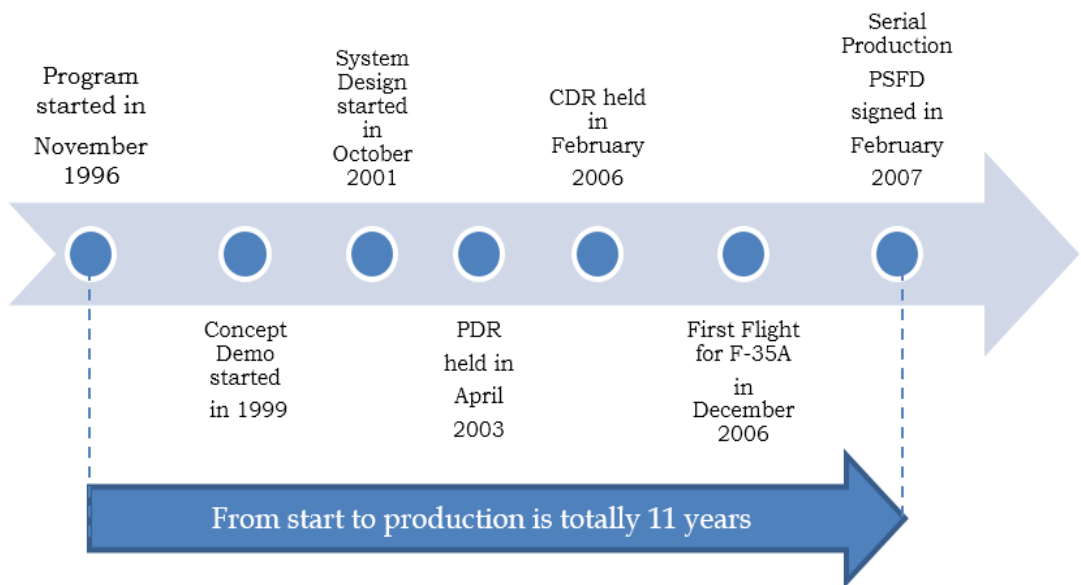 Program
started in
November
1996
Concept
Demo
started
in 1999
System
Design
started
in
October
2001
PDR
held in
April
2003
CDR held
in
February
2006
First Flight
for F-35A
in
December
2006
Serial
Production
PSFD
signed in
February
2007
From start to production is totally 11 years